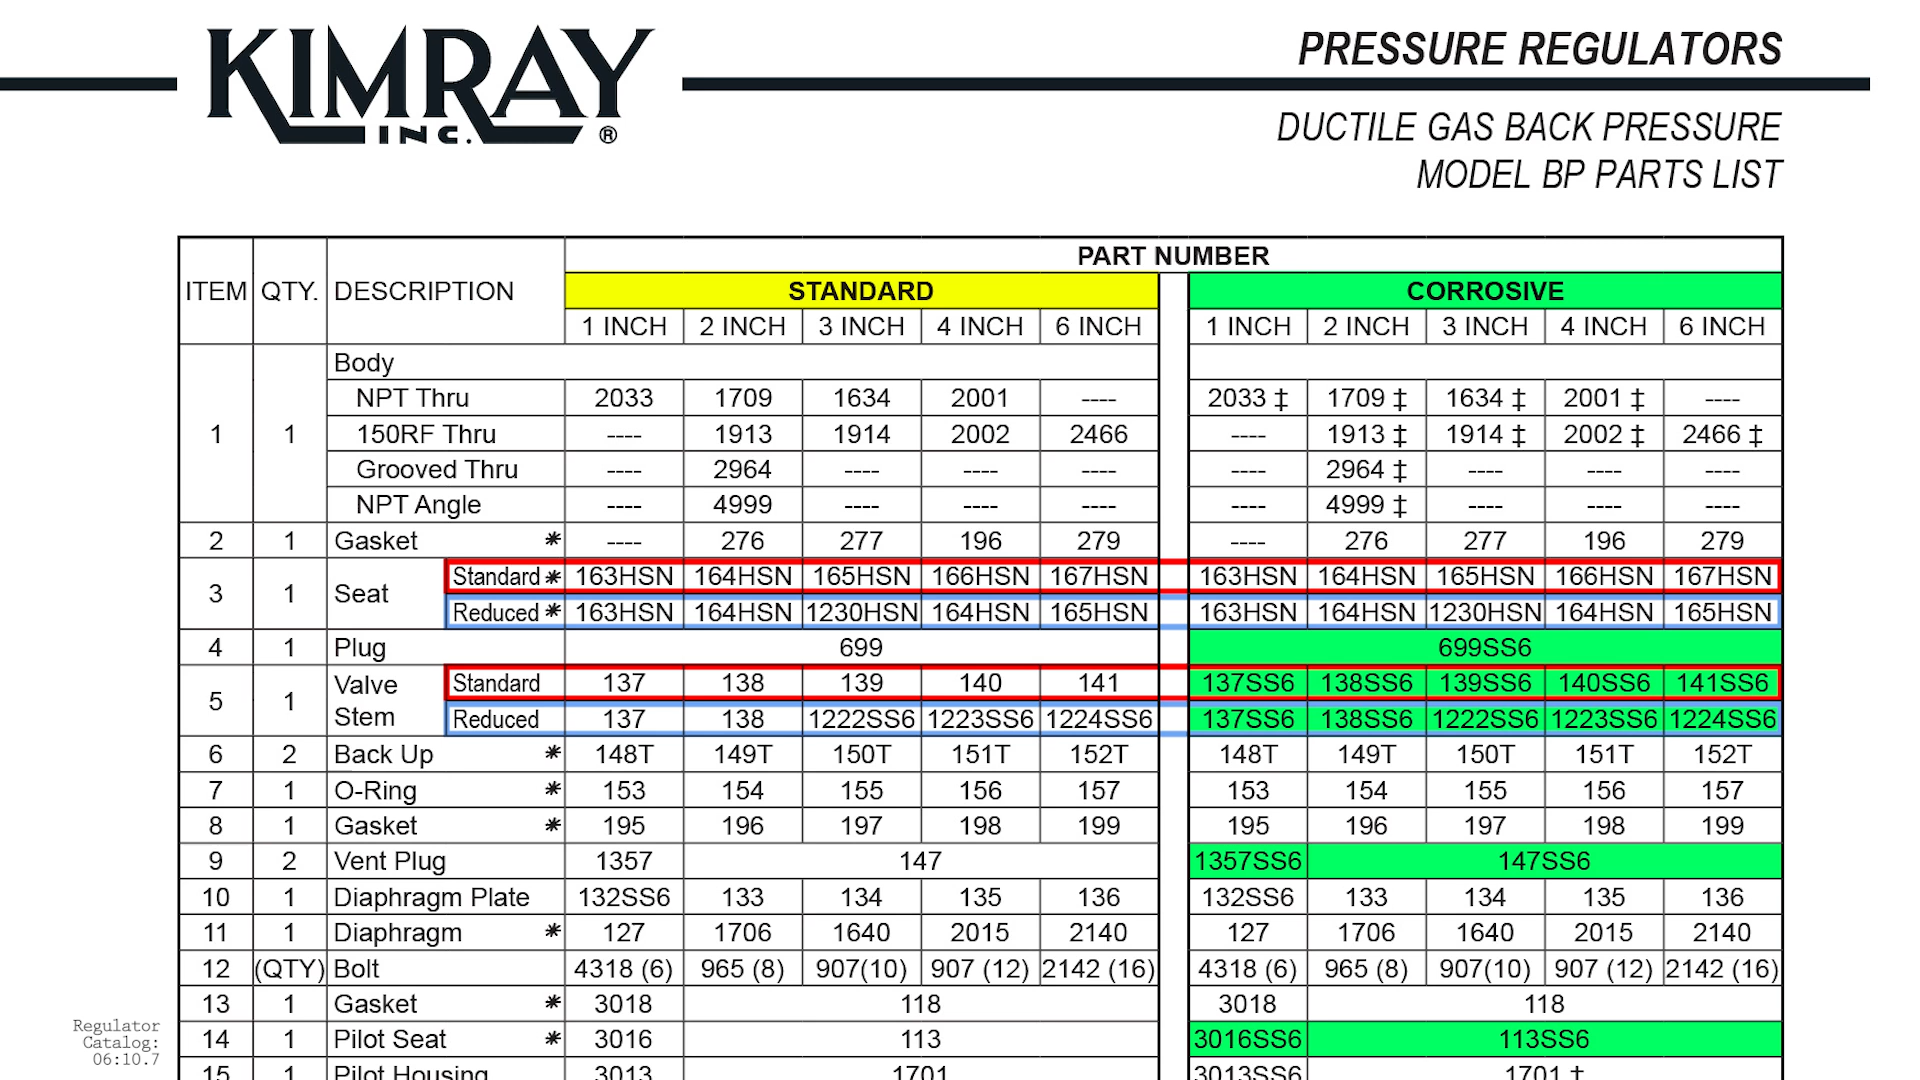 KIMRAY
INC. ®
PRESSURE REGULATORS
DUCTILE GAS BACK PRESSURE
MODEL BP PARTS LIST
ITEM QTY. DESCRIPTION PART NUMBER
STANDARD CORROSIVE
1 INCH 2 INCH 3 INCH 4 INCH 6 INCH 1 INCH 2 INCH 3 INCH 4 INCH 6 INCH
1 1 Body
NPT Thru 2033 1709 1634 2001 ---- 2033 ‡ 1709 ‡ 1634 ‡ 2001 ‡ ----
150RF Thru ---- 1913 1914 2002 2466 ---- 1913 ‡ 1914 ‡ 2002 ‡ 2466 ‡
Grooved Thru ---- 2964 ---- ---- ---- ---- 2964 ‡ ---- ---- ----
NPT Angle ---- 4999 ---- ---- ---- ---- 4999 ‡ ---- ---- ----
2 1 Gasket * ---- 276 277 196 279 ---- 276 277 196 279
3 1 Seat Standard * 163HSN 164HSN 165HSN 166HSN 167HSN 163HSN 164HSN 165HSN 166HSN 167HSN
Reduced * 163HSN 164HSN 1230HSN 164HSN 165HSN 163HSN 164HSN 1230HSN 164HSN 165HSN
4 1 Plug 699 699SS6
5 1 Valve Stem Standard 137 138 139 140 141 137SS6 138SS6 139SS6 140SS6 141SS6
Reduced 137 138 1222SS6 1223SS6 1224SS6 137SS6 138SS6 1222SS6 1223SS6 1224SS6
6 2 Back Up * 148T 149T 150T 151T 152T 148T 149T 150T 151T 152T
7 1 O-Ring * 153 154 155 156 157 153 154 155 156 157
8 1 Gasket * 195 196 197 198 199 195 196 197 198 199
9 2 Vent Plug 1357 147 1357SS6 147SS6
10 1 Diaphragm Plate 132SS6 133 134 135 136 132SS6 133 134 135 136
11 1 Diaphragm * 127 1706 1640 2015 2140 127 1706 1640 2015 2140
12 (QTY) Bolt 4318 (6) 965 (8) 907(10) 907 (12) 2142 (16) 4318 (6) 965 (8) 907(10) 907 (12) 2142 (16)
13 1 Gasket * 3018 118 3018 118
14 1 Pilot Seat * 3016 113 3016SS6 113SS6
15 1 Pilot Housing 3013 1701 3013SS6 1701 ‡
Regulator
Catalog:
06:10.7